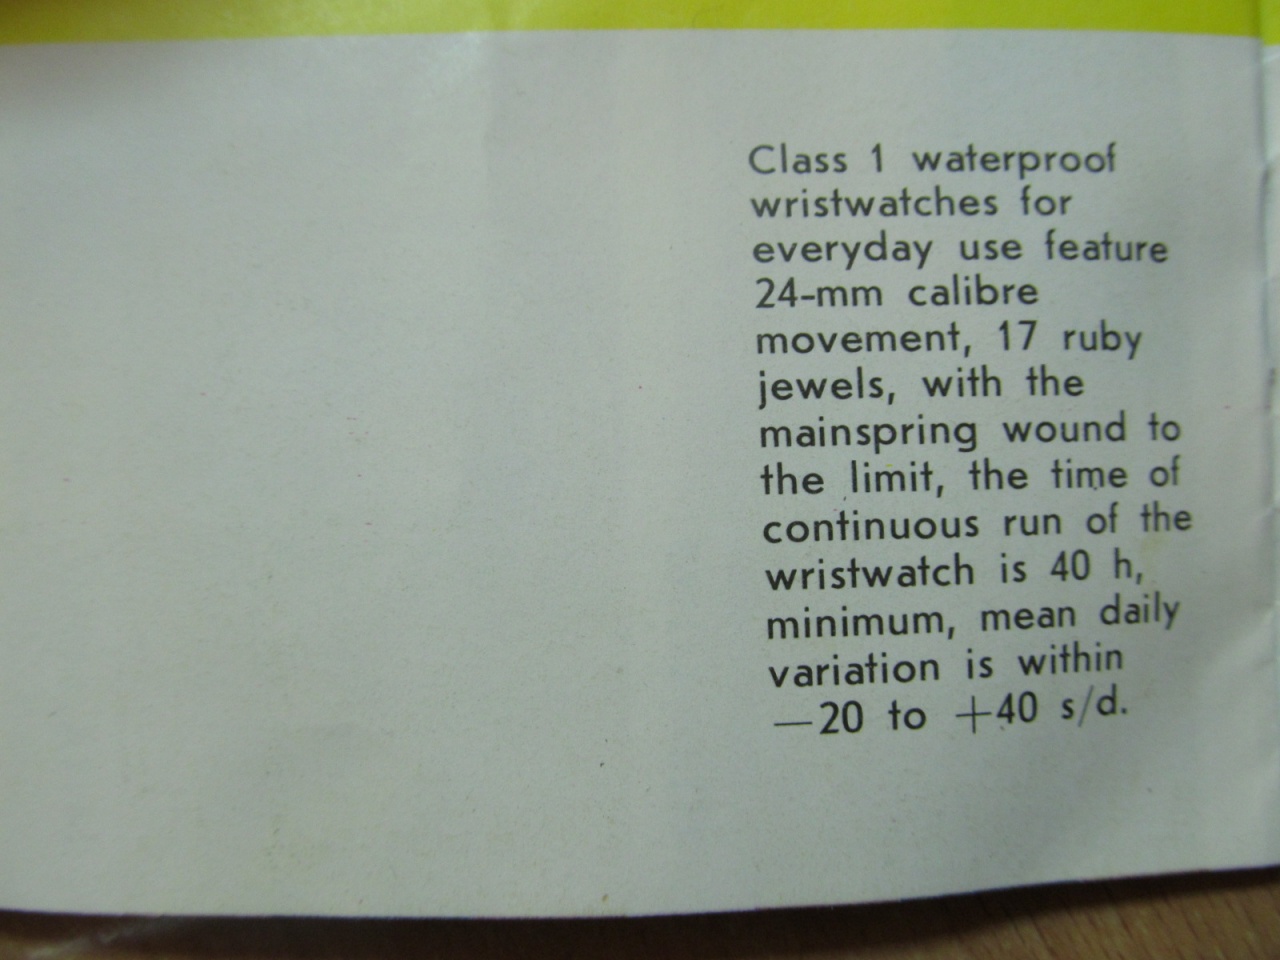 Class 1 waterproof
wristwatches for
everyday use feature
24-mm calibre
movement, 17 ruby
jewels, with the
mainspring wound to
the limit, the time of
continuous run of the
wristwatch is 40 h,
minimum, mean daily
variation is within
—20 to +40 s/d.